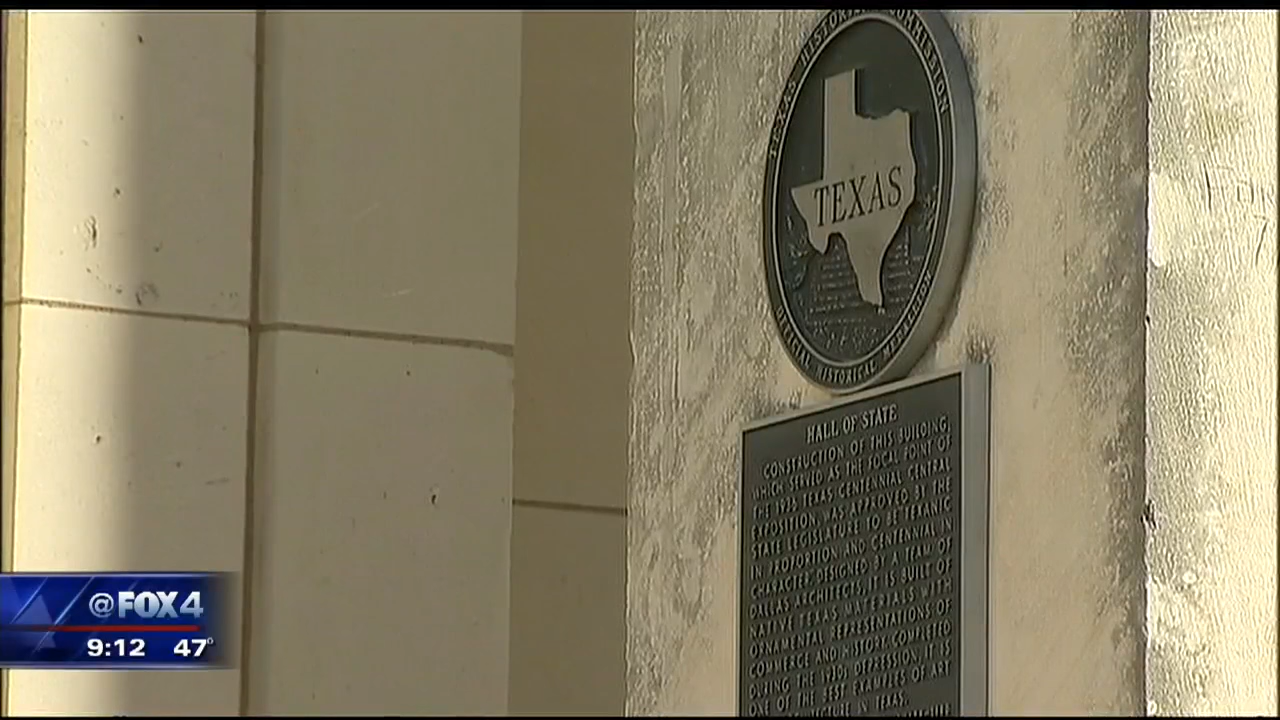 TEXAS HISTORICAL COMMISSION
TEXAS
OFFICIAL HISTORICAL MEDALLION
HALL OF STATE
CONSTRUCTION OF THIS BUILDING,
WHICH SERVED AS THE FOCAL POINT OF
THE 1936 TEXAS CENTENNIAL CENTRAL
EXPOSITION, WAS APPROVED BY THE
STATE LEGISLATURE TO BE TEXANIC
IN PROPORTION AND CENTENNIAL IN
CHARACTER. DESIGNED BY A TEAM OF
DALLAS ARCHITECTS, IT IS BUILT OF
NATIVE TEXAS MATERIALS WITH
ORNAMENTAL REPRESENTATIONS OF
COMMERCE AND HISTORY. COMPLETED
DURING THE 1930s DEPRESSION, IT IS
ONE OF THE BEST EXAMPLES OF ART
IN TEXAS.
@FOX4
9:12 47°